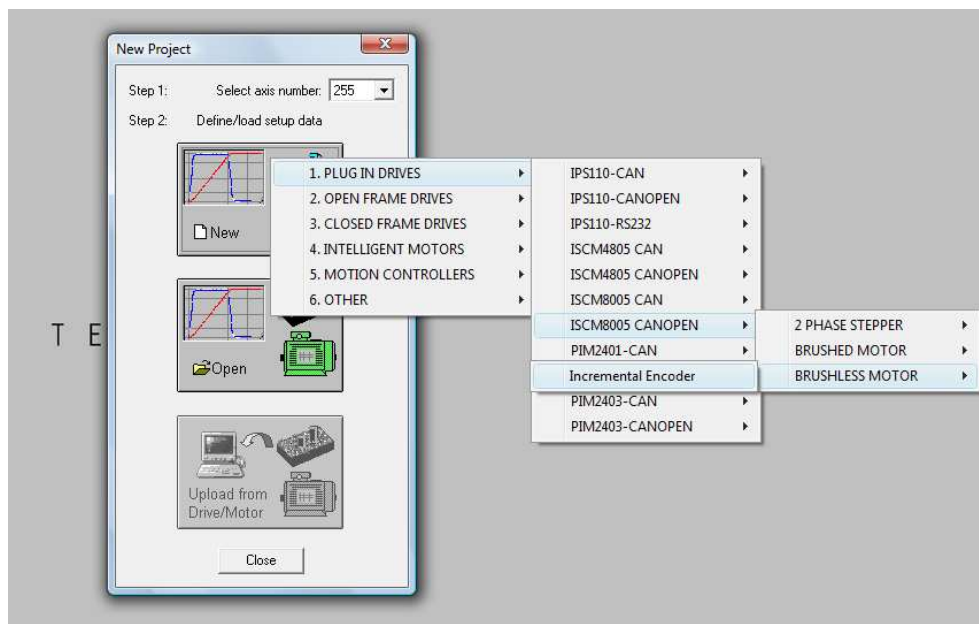 New Project
Step 1:
Select axis number:
255
Step 2:
Define/load setup data
New
Open
Upload from
Drive/Motor
Close
T E
1. PLUG IN DRIVES
2. OPEN FRAME DRIVES
3. CLOSED FRAME DRIVES
4. INTELLIGENT MOTORS
5. MOTION CONTROLLERS
6. OTHER
IPS110-CAN
IPS110-CANOPEN
IPS110-RS232
ISCM4805 CAN
ISCM4805 CANOPEN
ISCM8005 CAN
ISCM8005 CANOPEN
PIM2401-CAN
Incremental Encoder
PIM2403-CAN
PIM2403-CANOPEN
2 PHASE STEPPER
BRUSHED MOTOR
BRUSHLESS MOTOR